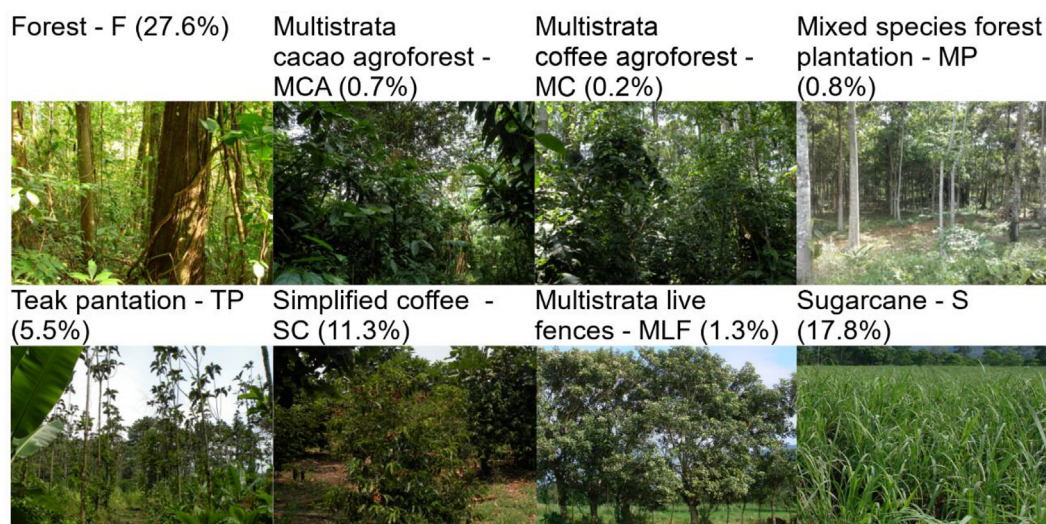 Forest - F (27.6%)
Multistrata
cacao agroforest -
MCA (0.7%)
Multistrata
coffee agroforest -
MC (0.2%)
Mixed species forest
plantation - MP
(0.8%)
Teak pantation - TP
(5.5%)
Simplified coffee -
SC (11.3%)
Multistrata live
fences - MLF (1.3%)
Sugarcane - S
(17.8%)